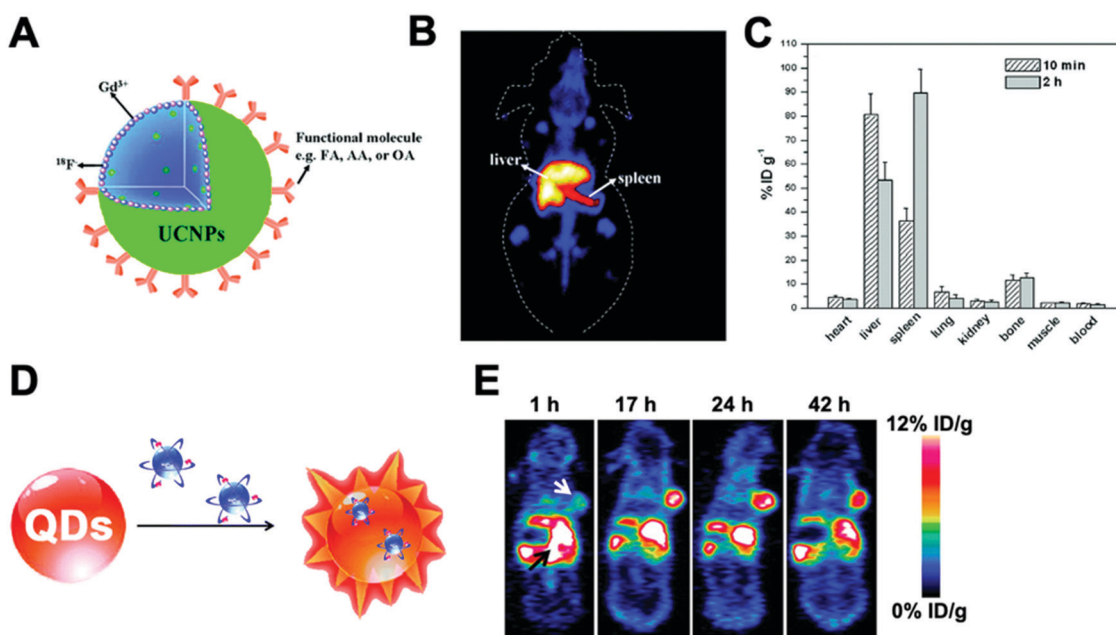 A
Gd3+
18F-
UCNPs
Functional molecule
e.g. FA, AA, or OA
B
liver
spleen
C
% ID g-1
110
100
90
80
70
60
50
40
30
20
10
0
10 min
2 h
heart
liver
spleen
lung
kidney
bone
muscle
blood
D
QDs
E
1 h
17 h
24 h
42 h
12% ID/g
0% ID/g